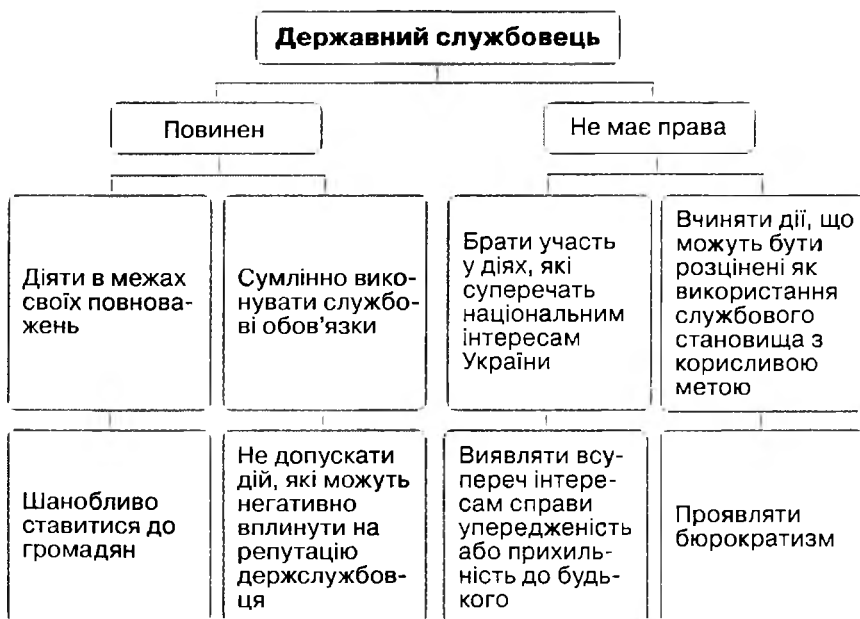 Державний службовець
Повинен
Не має права
Діяти в межах
своїх повнова-
жень
Сумлінно вико-
нувати службо-
ві обов'язки
Брати участь
у діях, які
суперечать
національним
інтересам
України
Вчиняти дії, що
можуть бути
розцінені як
використання
службового
становища з
корисливою
метою
Шанобливо
ставитися до
громадян
Не допускати
дій, які можуть
негативно
вплинути на
репутацію
держслужбов-
ця
Виявляти всу-
переч інтере-
сам справи
упередженість
або прихиль-
ність до будь-
кого
Проявляти
бюрократизм